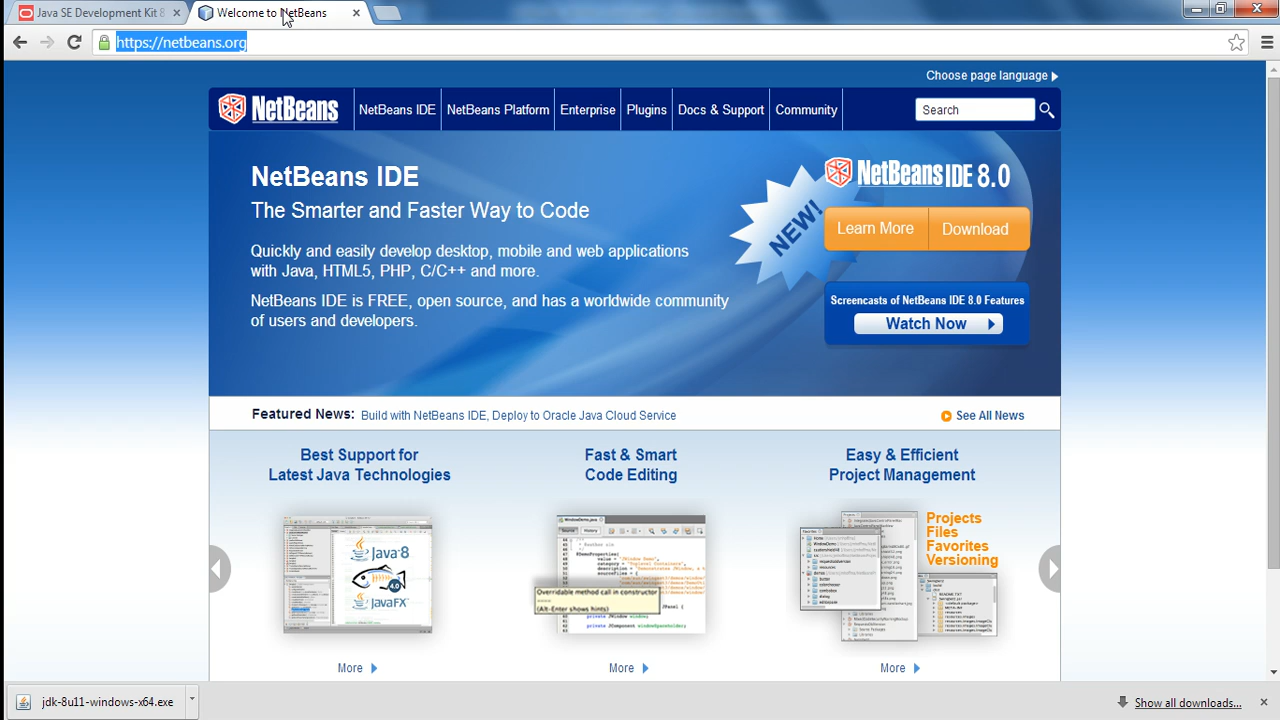 Java SE Development Kit 8
Welcome to NetBeans
https://netbeans.org
Choose page language
NetBeans
NetBeans IDE
NetBeans Platform
Enterprise
Plugins
Docs & Support
Community
Search
NetBeans IDE
The Smarter and Faster Way to Code
Quickly and easily develop desktop, mobile and web applications
with Java, HTML5, PHP, C/C++ and more.
NetBeans IDE is FREE, open source, and has a worldwide community
of users and developers.
NEW!
NetBeans IDE 8.0
Learn More
Download
Screencasts of NetBeans IDE 8.0 Features
Watch Now
Featured News: Build with NetBeans IDE, Deploy to Oracle Java Cloud Service
See All News
Best Support for
Latest Java Technologies
Java 8
JavaFX
More
Fast & Smart
Code Editing
Overridable method call in constructor
(Alt-Enter shows hints)
More
Easy & Efficient
Project Management
Projects
Files
Favorites
Versioning
More
jdk-8u11-windows-x64.exe
Show all downloads...